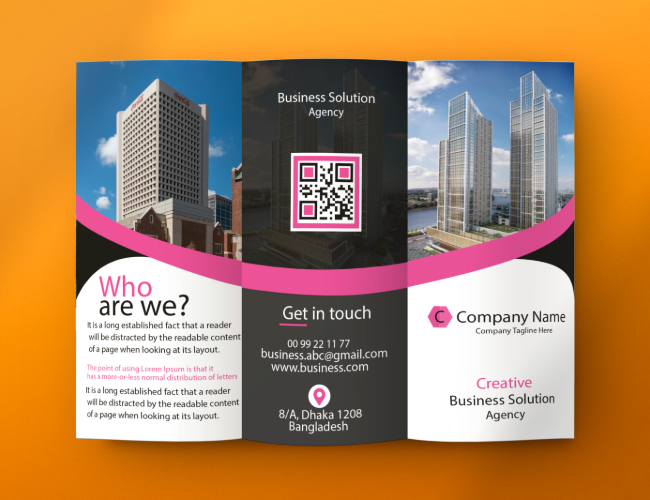 Who
are we?
It is a long established fact that a reader
will be distracted by the readable content
of a page when looking at its layout.
The point of using Lorem Ipsum is that it
has a more-or-less normal distribution of letters
It is a long established fact that a reader
will be distracted by the readable content
of a page when looking at its layout.
Business Solution
Agency
Get in touch
00 99 22 11 77
business.abc@gmail.com
www.business.com
8/A, Dhaka 1208
Bangladesh
C Company Name
Company Tagline Here
Creative
Business Solution
Agency